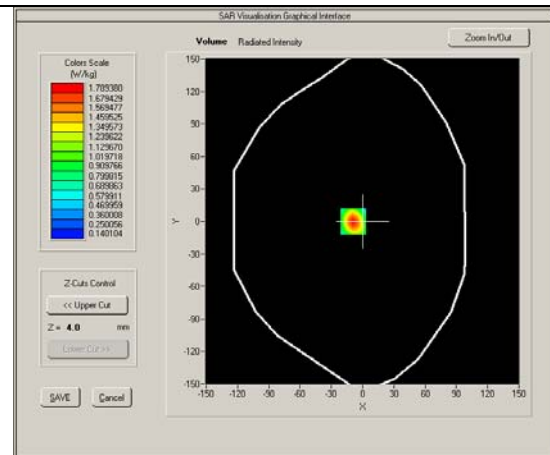 SAR Visualisation Graphical Interface
Volume Radiated Intensity
Zoom In/Out
Colors Scale
(W/kg)
1.789380
1.679429
1.569477
1.459525
1.349573
1.239622
1.129670
1.019718
0.909766
0.799815
0.689863
0.579911
0.469959
0.360008
0.250056
0.140104
Z-Cuts Control
<< Upper Cut
Z = 4.0 mm
Lower Cut >>
SAVE Cancel
150
120
90
60
30
0
-30
-60
-90
-120
-150
Y
-150 -120 -90 -60 -30 0 30 60 90 120 150
X